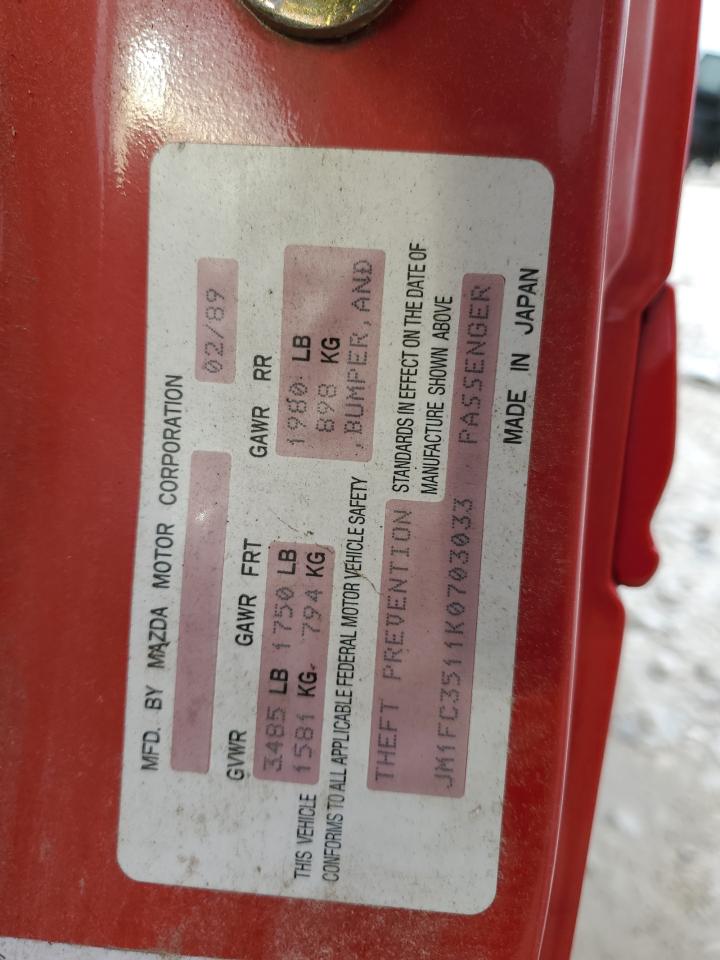 MFD. BY MAZDA MOTOR CORPORATION
02/89
GVWR GAWR FRT GAWR RR
3485 LB 1750 LB 1980 LB
1581 KG 794 KG 898 KG
THIS VEHICLE
CONFORMS TO ALL APPLICABLE FEDERAL MOTOR VEHICLE SAFETY ,BUMPER,AND
THEFT PREVENTION STANDARDS IN EFFECT ON THE DATE OF
MANUFACTURE SHOWN ABOVE
JM1FC3511K0703033 PASSENGER
MADE IN JAPAN